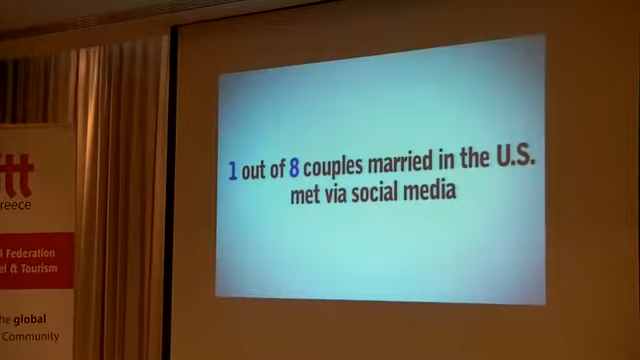 1 out of 8 couples married in the U.S.
met via social media
tt
reece
l Federation
el & Tourism
he global
Community